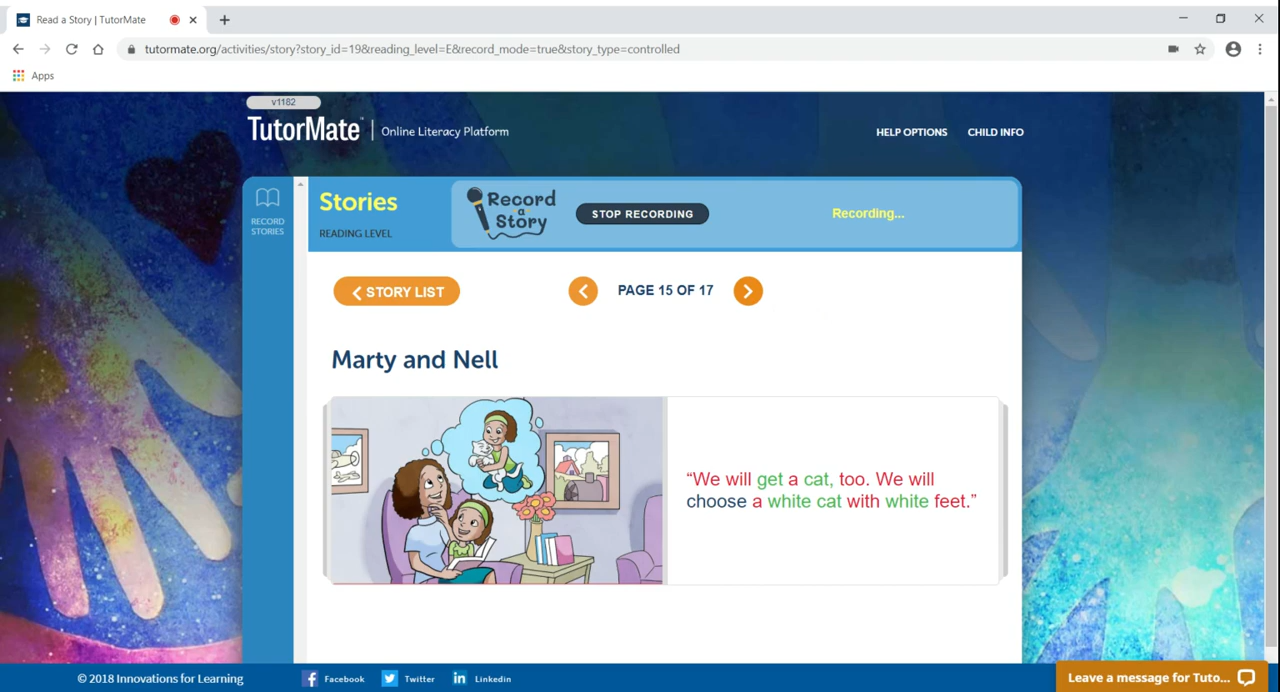 Read a Story | TutorMate
tutormate.org/activities/story?story_id=19&reading_level=E&record_mode=true&story_type=controlled
Apps
v1182
TutorMate™ | Online Literacy Platform
HELP OPTIONS CHILD INFO
RECORD
STORIES
Stories
READING LEVEL
Record
a
Story
STOP RECORDING
Recording...
STORY LIST
PAGE 15 OF 17
Marty and Nell
“We will get a cat, too. We will
choose a white cat with white feet.”
© 2018 Innovations for Learning
Facebook Twitter Linkedin
Leave a message for Tuto...